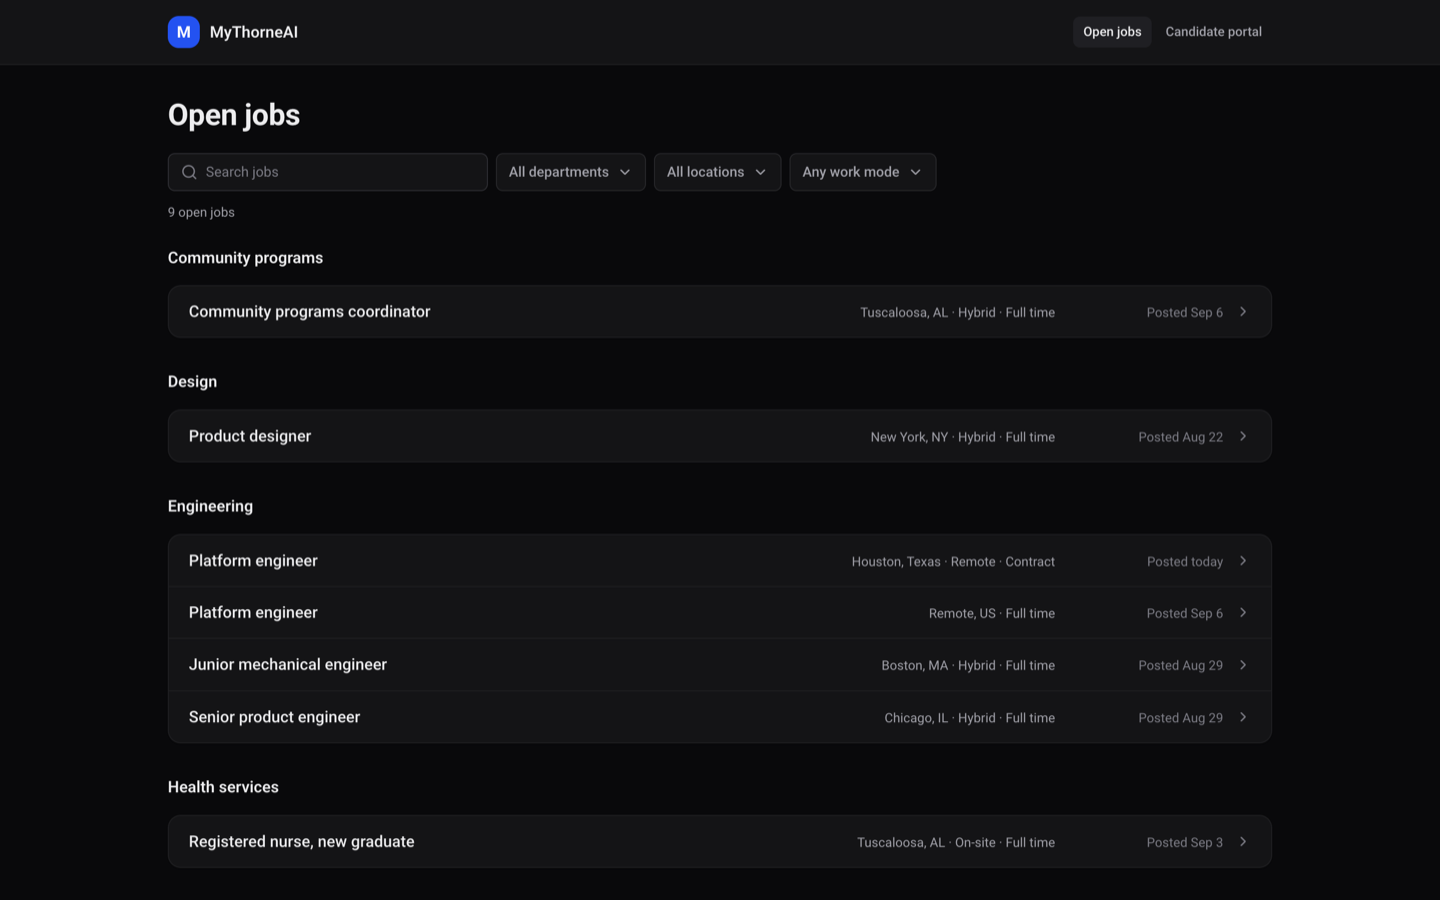 M MyThorneAI Open jobs Candidate portal
Open jobs
Search jobs All departments All locations Any work mode
9 open jobs
Community programs
Community programs coordinator Tuscaloosa, AL · Hybrid · Full time Posted Sep 6
Design
Product designer New York, NY · Hybrid · Full time Posted Aug 22
Engineering
Platform engineer Houston, Texas · Remote · Contract Posted today
Platform engineer Remote, US · Full time Posted Sep 6
Junior mechanical engineer Boston, MA · Hybrid · Full time Posted Aug 29
Senior product engineer Chicago, IL · Hybrid · Full time Posted Aug 29
Health services
Registered nurse, new graduate Tuscaloosa, AL · On-site · Full time Posted Sep 3